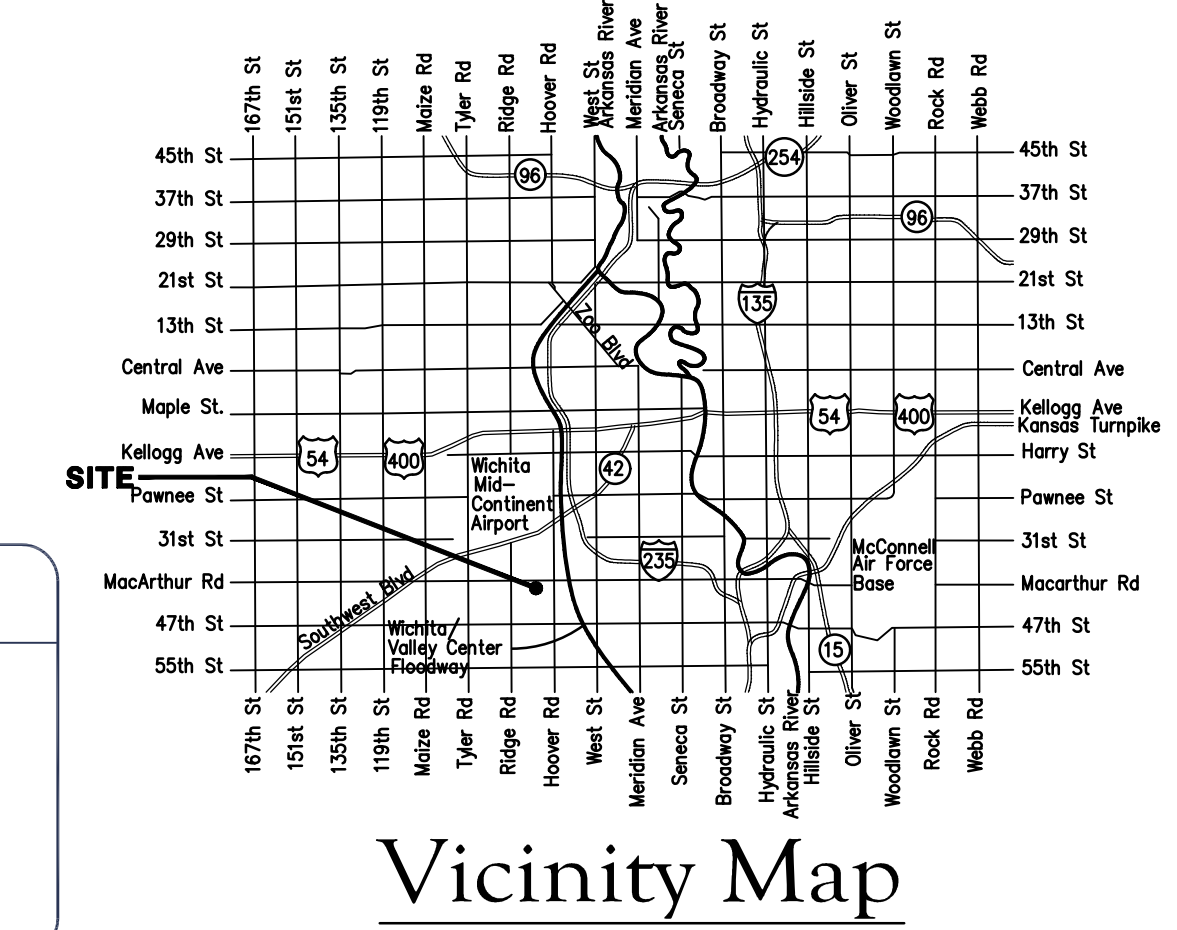 167th St
151st St
135th St
119th St
Maize Rd
Tyler Rd
Ridge Rd
Hoover Rd
West St
Arkansas River
Meridian Ave
Arkansas River
Seneca St
Broadway St
Hydraulic St
Hillside St
Oliver St
Woodlawn St
Rock Rd
Webb Rd
45th St
37th St
29th St
21st St
13th St
Central Ave
Maple St.
Kellogg Ave
SITE
Pawnee St
31st St
MacArthur Rd
47th St
55th St
96
254
96
135
Zoo Blvd
54
400
54
400
42
Wichita
Mid-
Continent
Airport
235
McConnell
Air Force
Base
Southwest Blvd
Wichita/
Valley Center
Floodway
15
45th St
37th St
29th St
21st St
13th St
Central Ave
Kellogg Ave
Kansas Turnpike
Harry St
Pawnee St
31st St
Macarthur Rd
47th St
55th St
167th St
151st St
135th St
119th St
Maize Rd
Tyler Rd
Ridge Rd
Hoover Rd
West St
Meridian Ave
Seneca St
Broadway St
Hydraulic St
Arkansas River
Hillside St
Oliver St
Woodlawn St
Rock Rd
Webb Rd
Vicinity Map